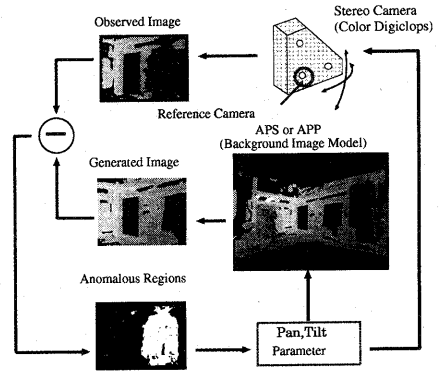 Observed Image
Stereo Camera
(Color Digiclops)
Reference Camera
APS or APP
(Background Image Model)
Generated Image
Anomalous Regions
Pan,Tilt
Parameter